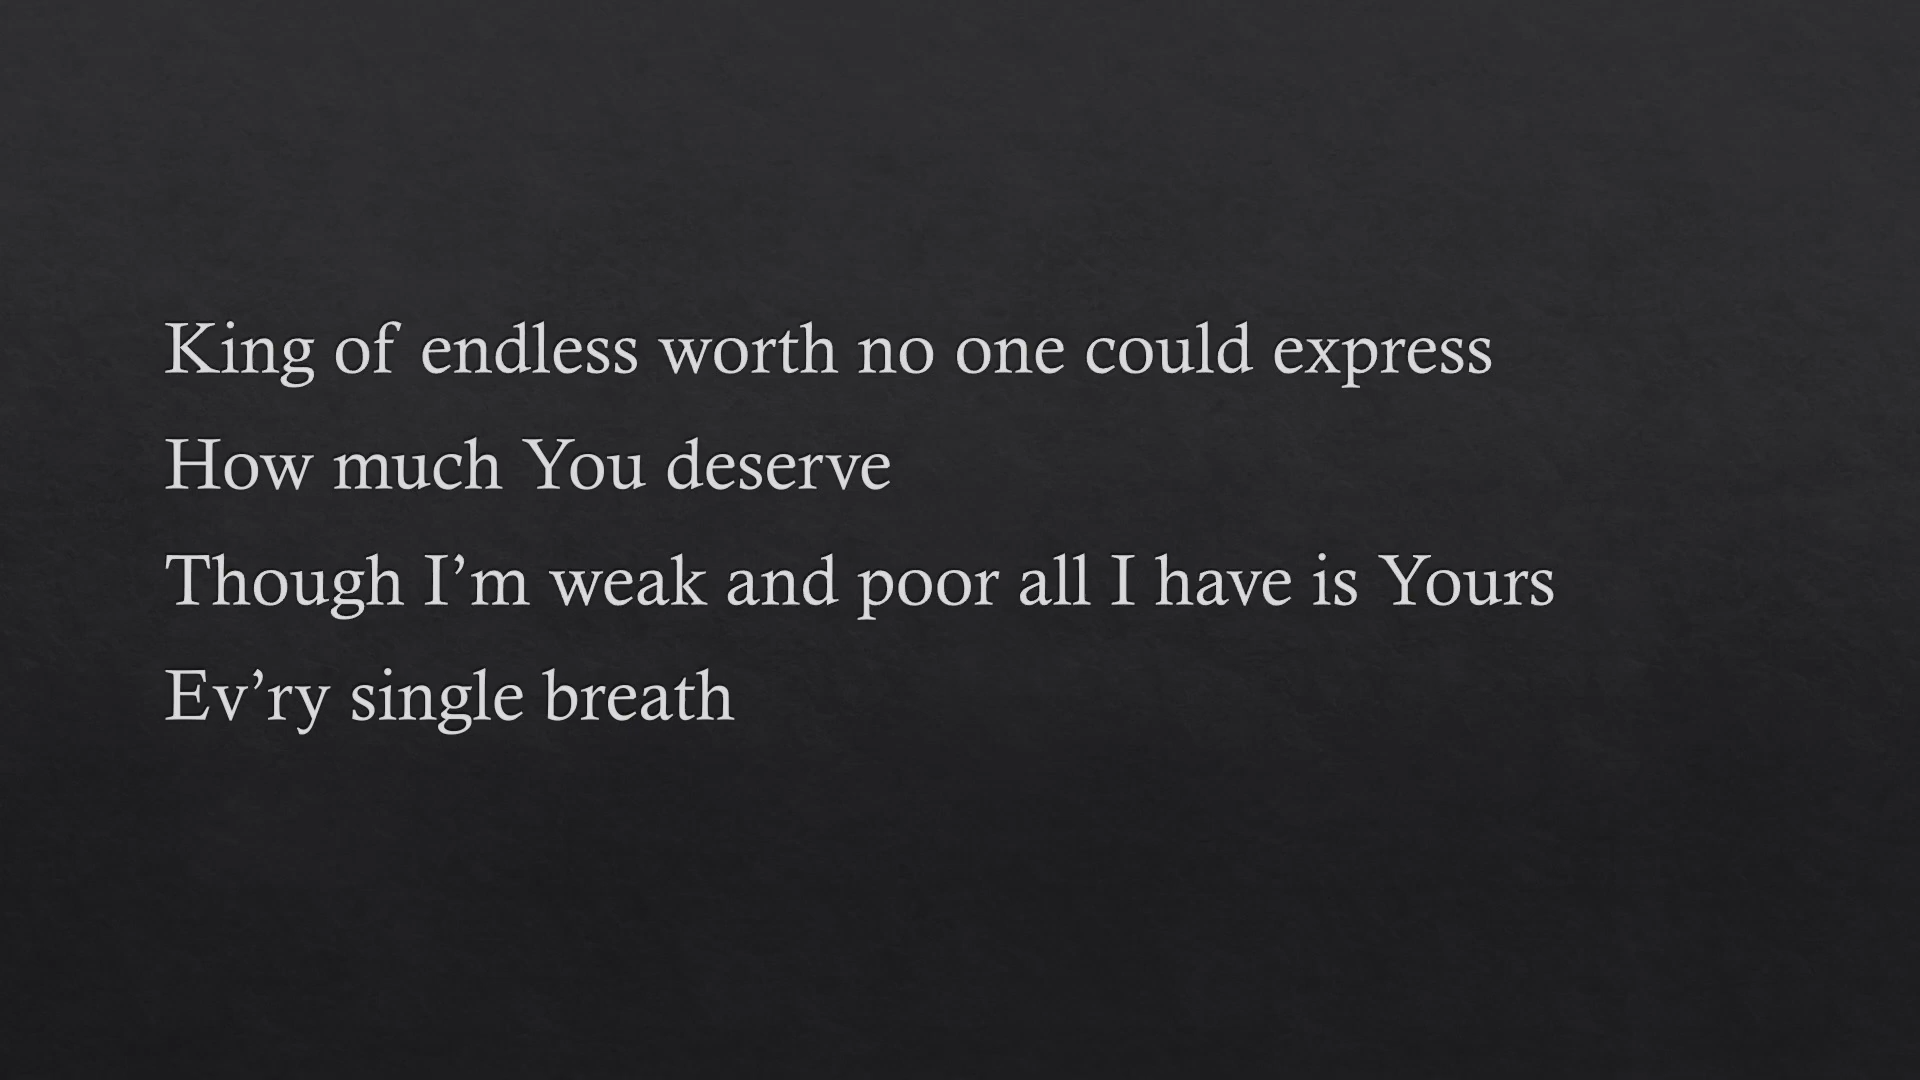 King of endless worth no one could express
How much You deserve
Though I’m weak and poor all I have is Yours
Ev’ry single breath